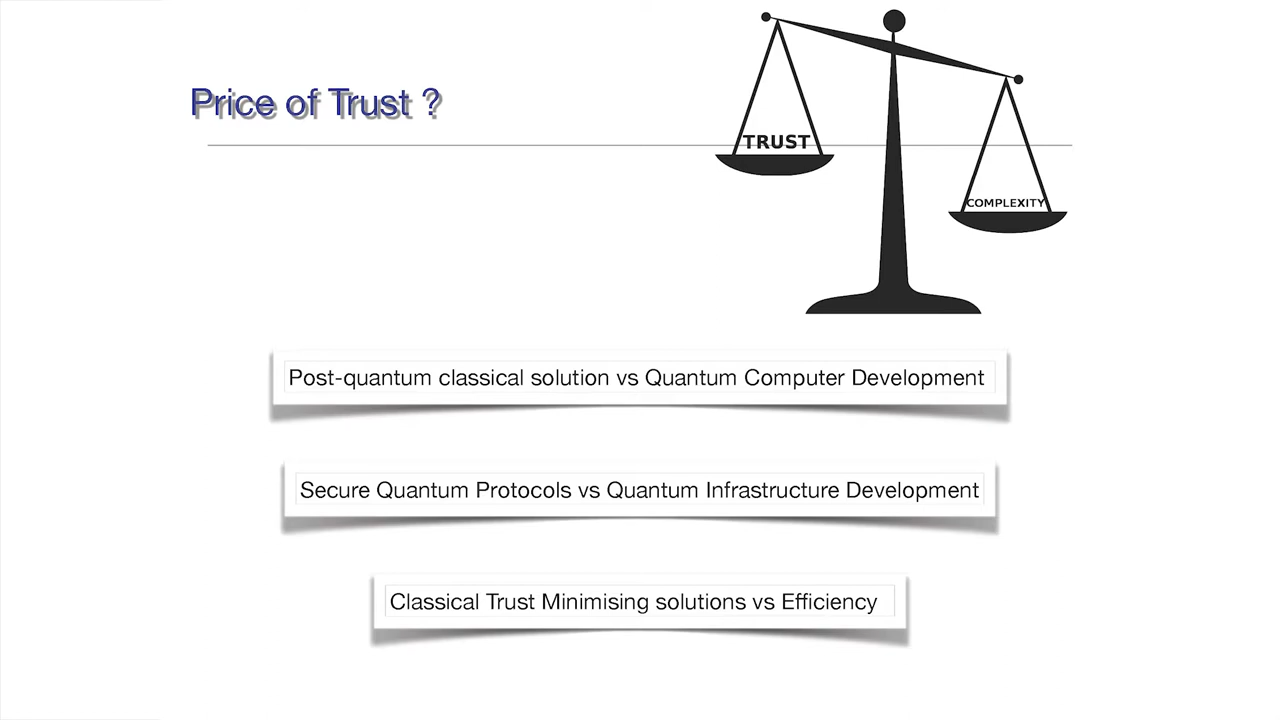 Price of Trust ?
TRUST
COMPLEXITY
Post-quantum classical solution vs Quantum Computer Development
Secure Quantum Protocols vs Quantum Infrastructure Development
Classical Trust Minimising solutions vs Efficiency